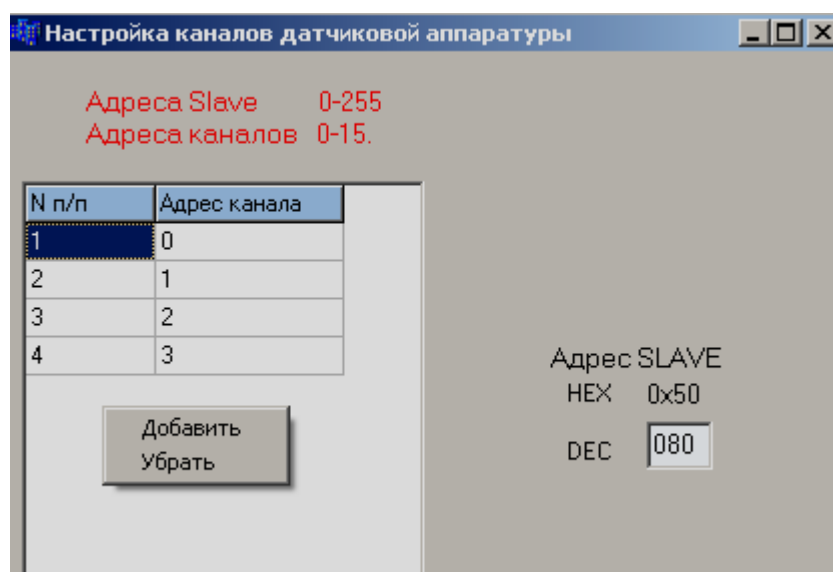 Настройка каналов датчиковой аппаратуры
Адреса Slave 0-255
Адреса каналов 0-15.
N п/п Адрес канала
1 0
2 1
3 2
4 3
Добавить
Убрать
Адрес SLAVE
HEX 0x50
DEC 080